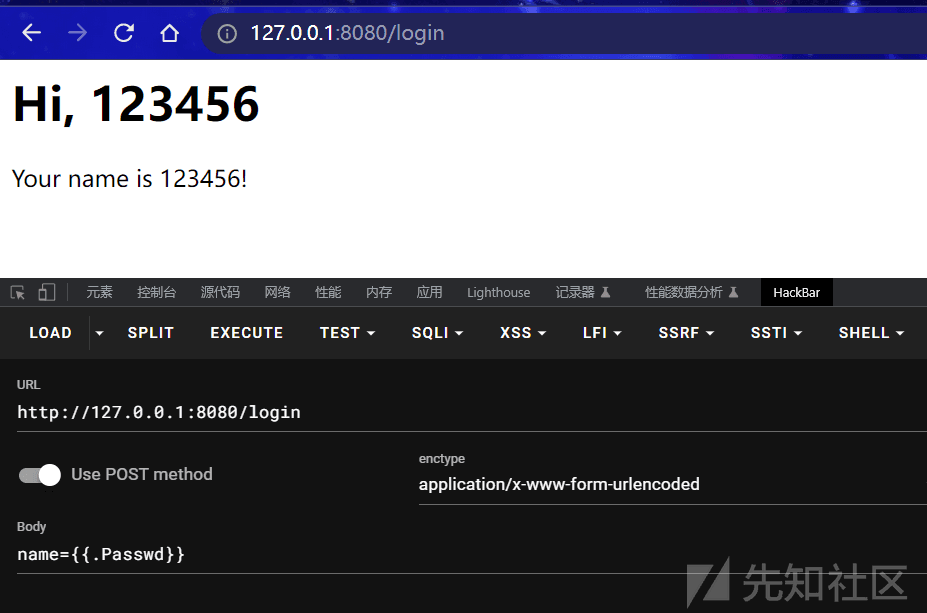 127.0.0.1:8080/login
Hi, 123456
Your name is 123456!
元素 控制台 源代码 网络 性能 内存 应用 Lighthouse 记录器 性能数据分析 HackBar
LOAD SPLIT EXECUTE TEST SQLI XSS LFI SSRF SSTI SHELL
URL
http://127.0.0.1:8080/login
Use POST method
enctype
application/x-www-form-urlencoded
Body
name={{.Passwd}}
先知社区